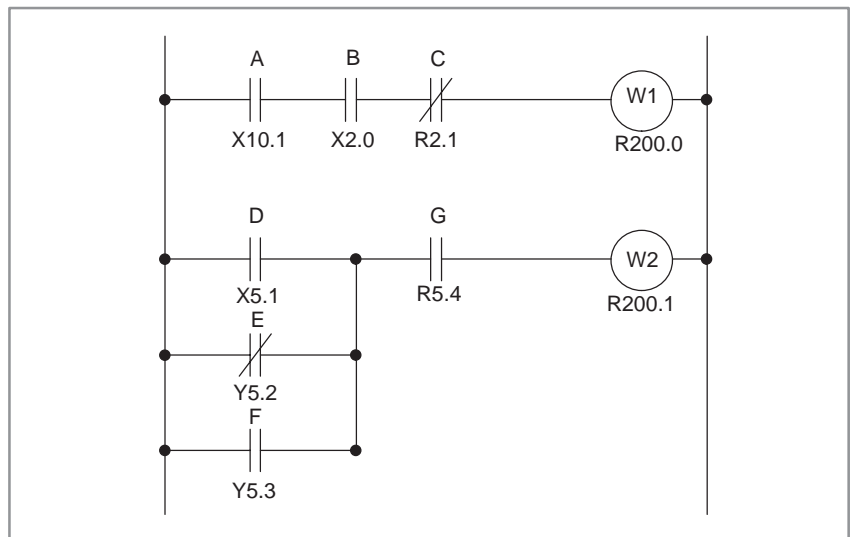 A B C
W1
X10.1 X2.0 R2.1
R200.0
D G
W2
X5.1 R5.4
R200.1
E
Y5.2
F
Y5.3